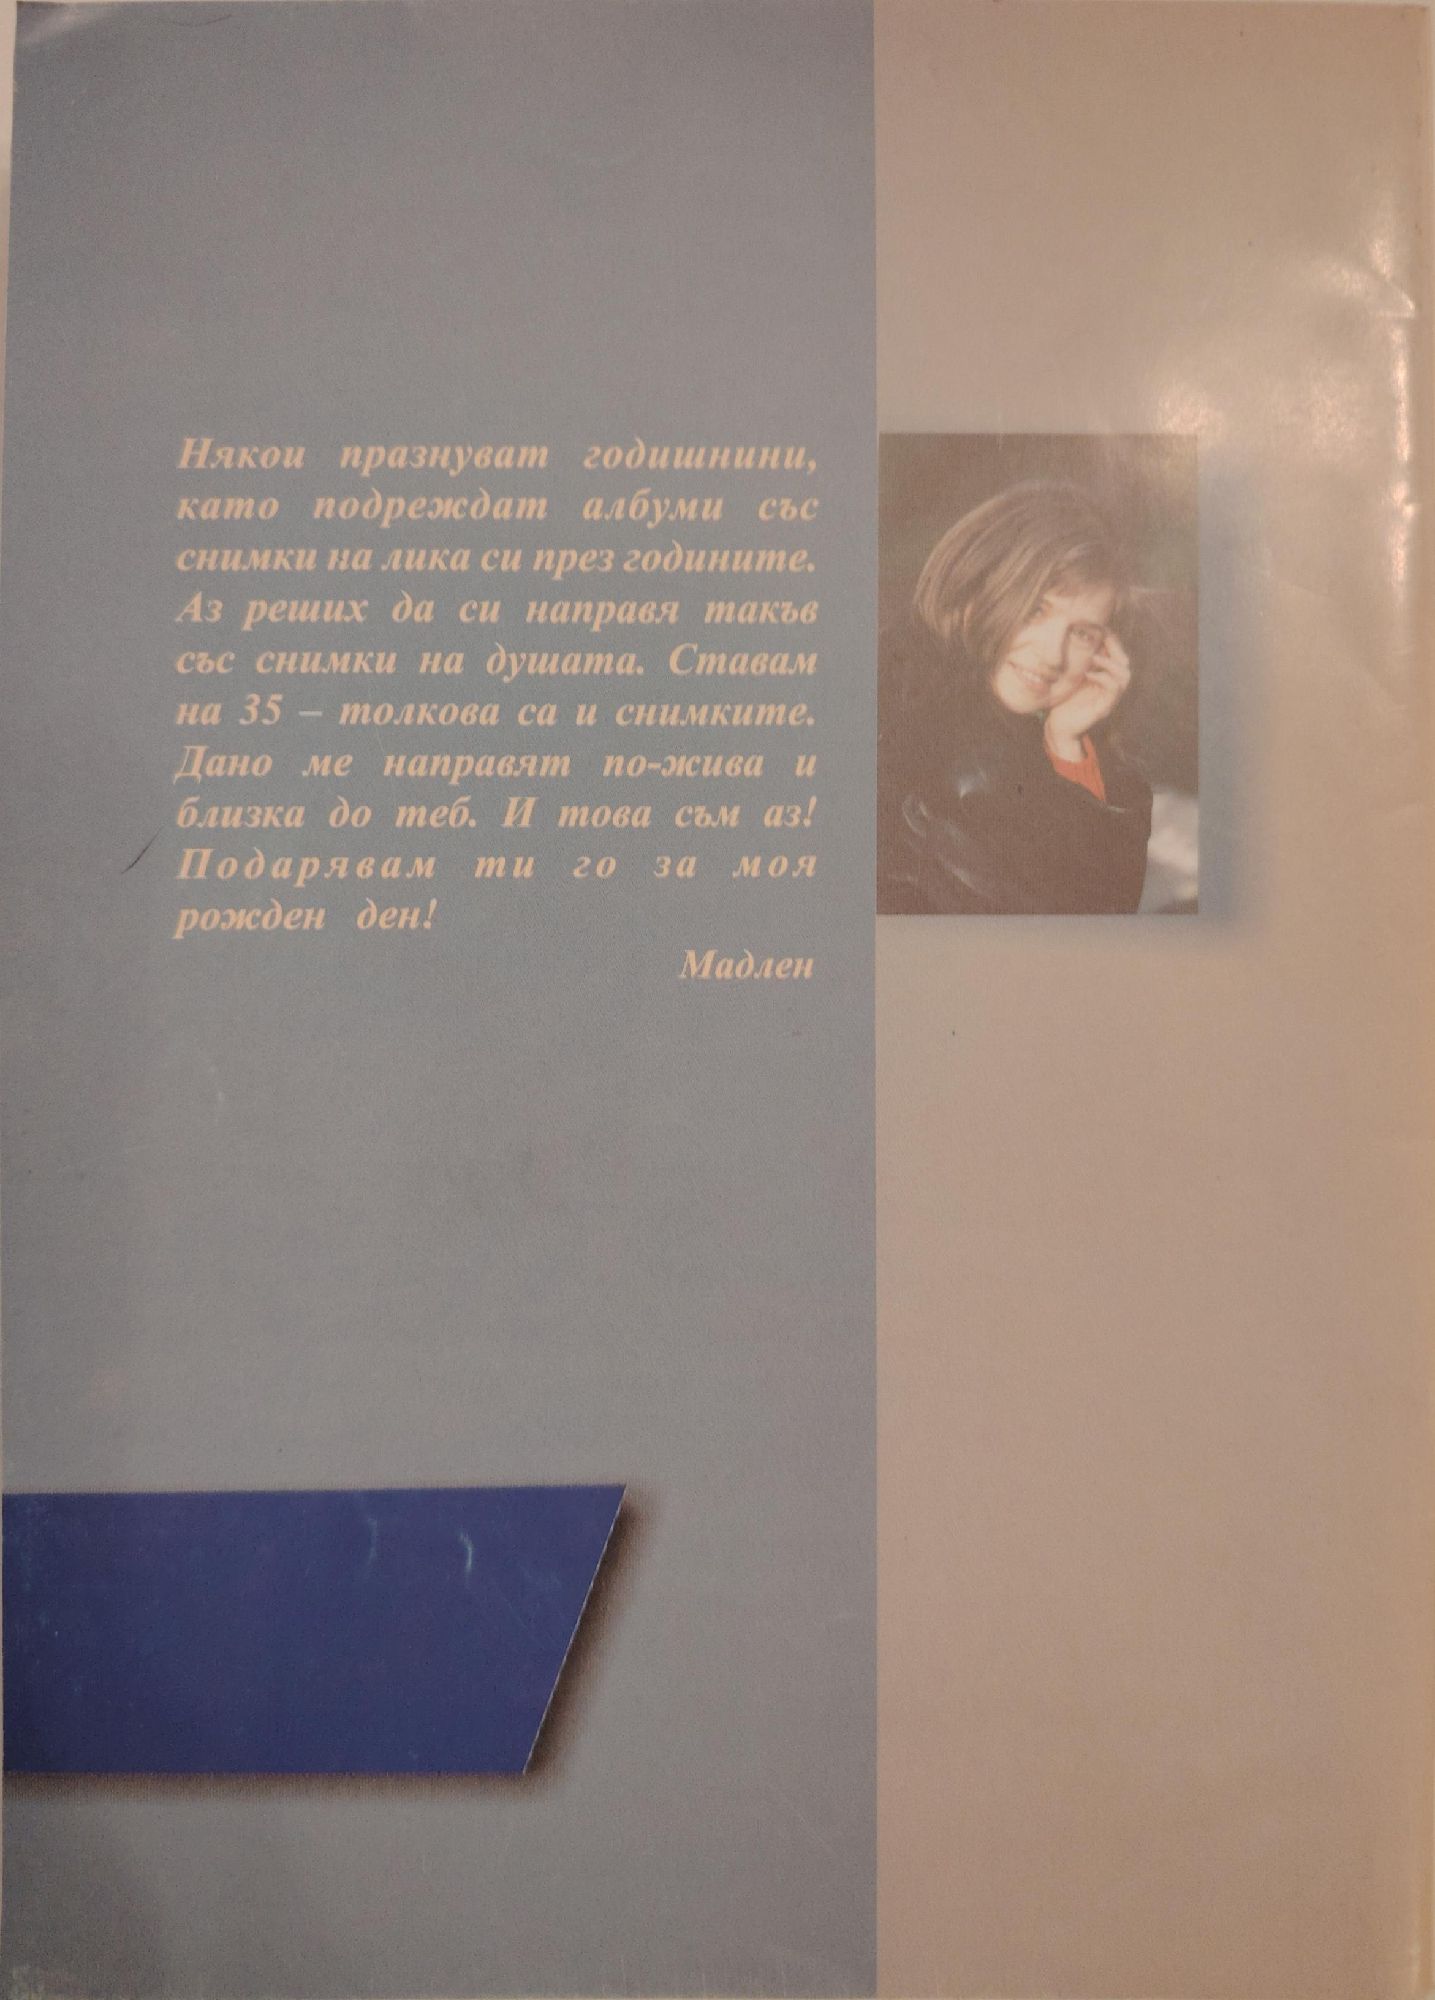 Някои празнуват годишнини,
като подреждат албуми със
снимки на лика си през годините.
Аз реших да си направя такъв
със снимки на душата. Ставам
на 35 – толкова са и снимките.
Дано ме направят по-жива и
близка до теб. И това съм аз!
Подарявам ти го за моя
рожден ден!
Мадлен